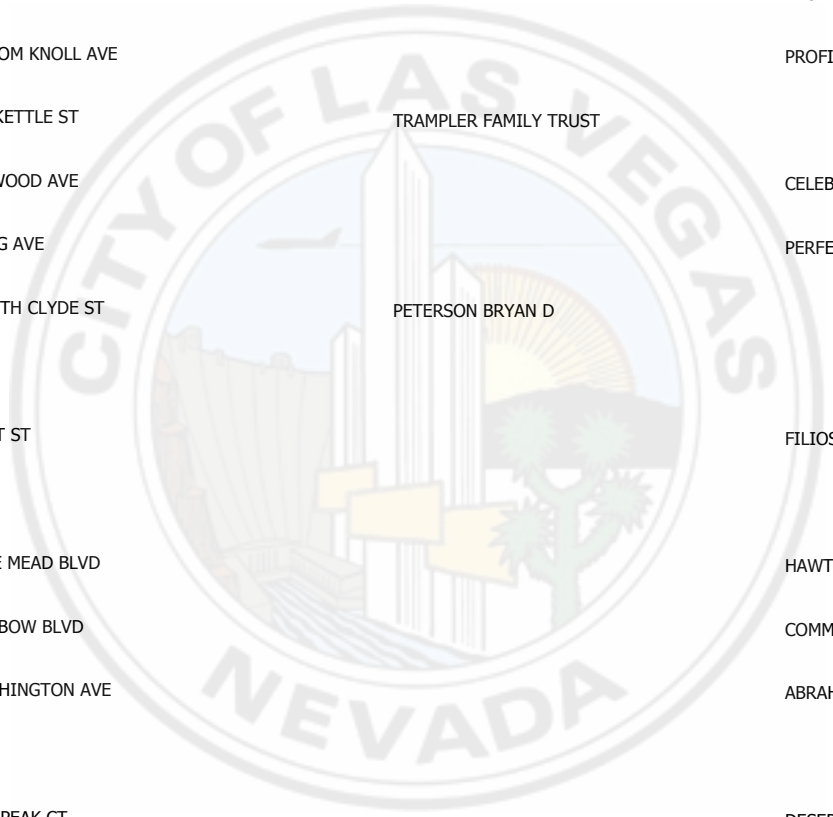 OM KNOLL AVE
PROFI
KETTLE ST
TRAMPLER FAMILY TRUST
WOOD AVE
CELEB
G AVE
PERFE
TH CLYDE ST
PETERSON BRYAN D
T ST
FILIOS
E MEAD BLVD
HAWT
BOW BLVD
COMM
HINGTON AVE
ABRAH
CITY OF LAS VEGAS
NEVADA